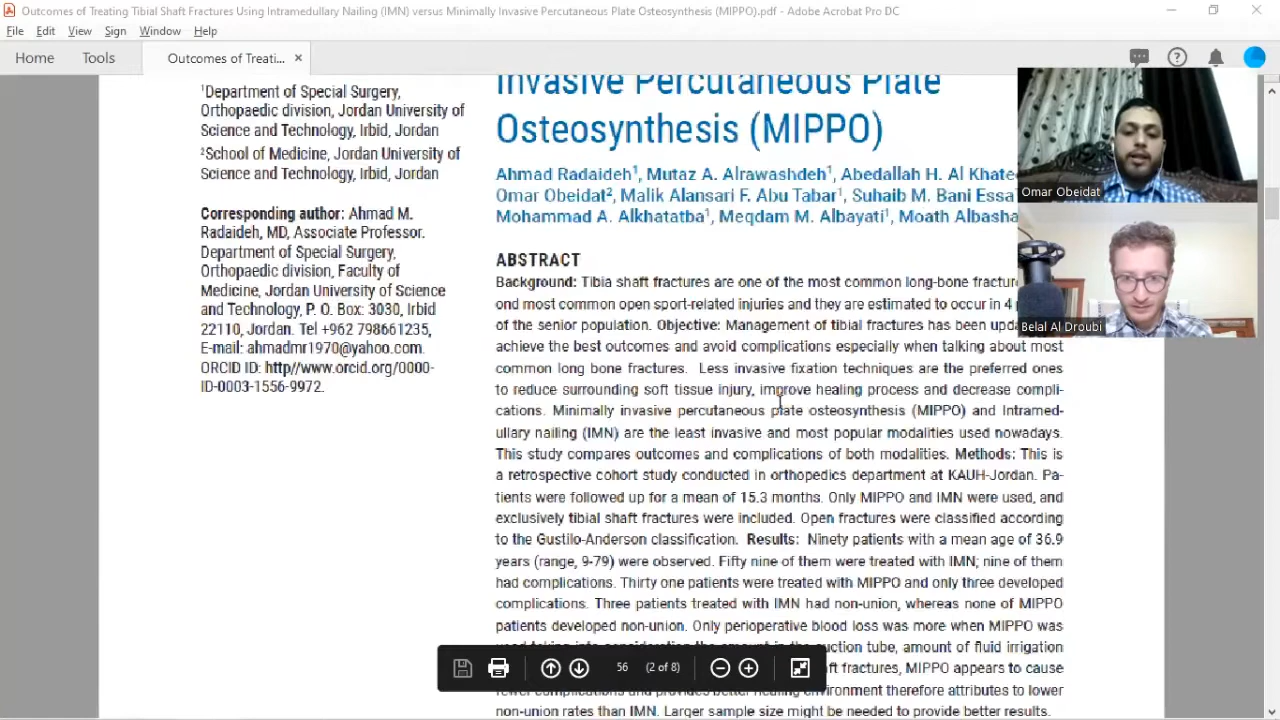 Outcomes of Treating Tibial Shaft Fractures Using Intramedullary Nailing (IMN) versus Minimally Invasive Percutaneous Plate Osteosynthesis (MIPPO).pdf - Adobe Acrobat Pro DC
File Edit View Sign Window Help
Home Tools Outcomes of Treati... ×
¹Department of Special Surgery,
Orthopaedic division, Jordan University of
Science and Technology, Irbid, Jordan
²School of Medicine, Jordan University of
Science and Technology, Irbid, Jordan
Corresponding author: Ahmad M.
Radaideh, MD, Associate Professor.
Department of Special Surgery,
Orthopaedic division, Faculty of
Medicine, Jordan University of Science
and Technology, P. O. Box: 3030, Irbid
22110, Jordan. Tel +962 798661235,
E-mail: ahmadmr1970@yahoo.com.
ORCID ID: http//www.orcid.org/0000-
ID-0003-1556-9972.
Invasive Percutaneous Plate
Osteosynthesis (MIPPO)
Ahmad Radaideh¹, Mutaz A. Alrawashdeh¹, Abedallah H. Al Khate
Omar Obeidat², Malik Alansari F. Abu Tabar¹, Suhaib M. Bani Essa
Mohammad A. Alkhatatba¹, Meqdam M. Albayati¹, Moath Albasha
ABSTRACT
Background: Tibia shaft fractures are one of the most common long-bone fractur
ond most common open sport-related injuries and they are estimated to occur in 4
of the senior population. Objective: Management of tibial fractures has been upda
achieve the best outcomes and avoid complications especially when talking about most
common long bone fractures. Less invasive fixation techniques are the preferred ones
to reduce surrounding soft tissue injury, improve healing process and decrease compli-
cations. Minimally invasive percutaneous plate osteosynthesis (MIPPO) and Intramed-
ullary nailing (IMN) are the least invasive and most popular modalities used nowadays.
This study compares outcomes and complications of both modalities. Methods: This is
a retrospective cohort study conducted in orthopedics department at KAUH-Jordan. Pa-
tients were followed up for a mean of 15.3 months. Only MIPPO and IMN were used, and
exclusively tibial shaft fractures were included. Open fractures were classified according
to the Gustilo-Anderson classification. Results: Ninety patients with a mean age of 36.9
years (range, 9-79) were observed. Fifty nine of them were treated with IMN; nine of them
had complications. Thirty one patients were treated with MIPPO and only three developed
complications. Three patients treated with IMN had non-union, whereas none of MIPPO
patients developed non-union. Only perioperative blood loss was more when MIPPO was
uction tube, amount of fluid irrigation
ft fractures, MIPPO appears to cause
fewer complications and provides better healing environment therefore attributes to lower
non-union rates than IMN. Larger sample size might be needed to provide better results.
Omar Obeidat
Belal Al Droubi
56 (2 of 8)